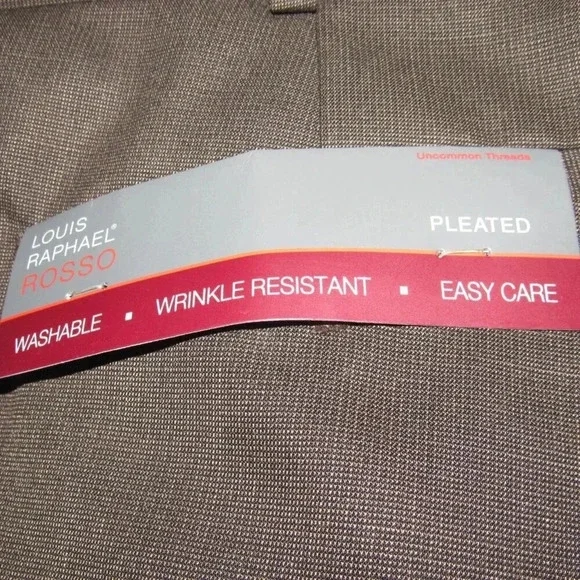 Uncommon Threads
LOUIS
RAPHAEL®
ROSSO
PLEATED
WASHABLE ▪ WRINKLE RESISTANT ▪ EASY CARE